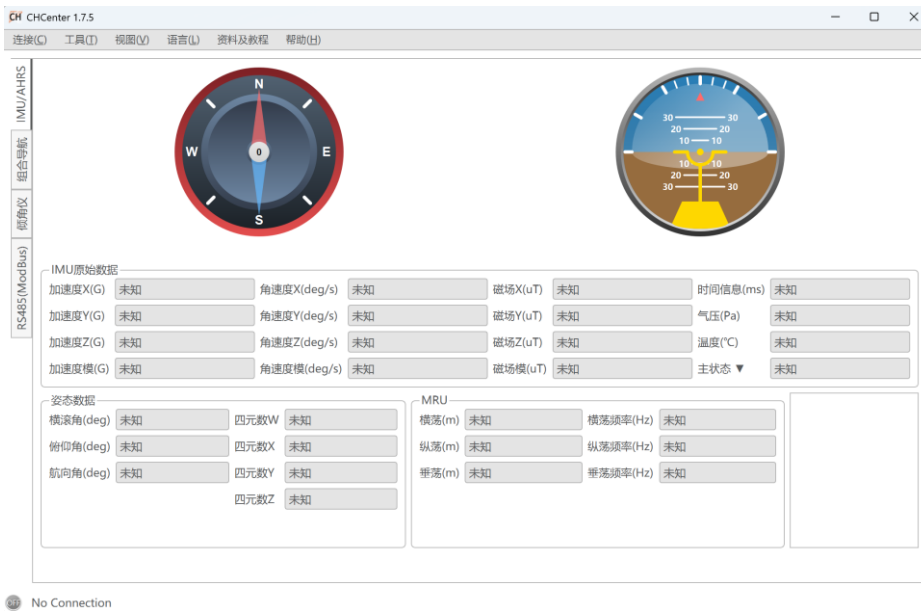 CH CHCenter 1.7.5
连接(C) 工具(T) 视图(V) 语言(L) 资料及教程 帮助(H)
IMU/AHRS
组合导航
倾角仪
RS485(ModBus)
N
W 0 E
S
30 30
20 20
10 10
10 10
20 20
30 30
IMU原始数据
加速度X(G) 未知 角速度X(deg/s) 未知 磁场X(uT) 未知 时间信息(ms) 未知
加速度Y(G) 未知 角速度Y(deg/s) 未知 磁场Y(uT) 未知 气压(Pa) 未知
加速度Z(G) 未知 角速度Z(deg/s) 未知 磁场Z(uT) 未知 温度(℃) 未知
加速度模(G) 未知 角速度模(deg/s) 未知 磁场模(uT) 未知 主状态 ▼ 未知
姿态数据
横滚角(deg) 未知 四元数W 未知
俯仰角(deg) 未知 四元数X 未知
航向角(deg) 未知 四元数Y 未知
四元数Z 未知
MRU
横荡(m) 未知 横荡频率(Hz) 未知
纵荡(m) 未知 纵荡频率(Hz) 未知
垂荡(m) 未知 垂荡频率(Hz) 未知
No Connection